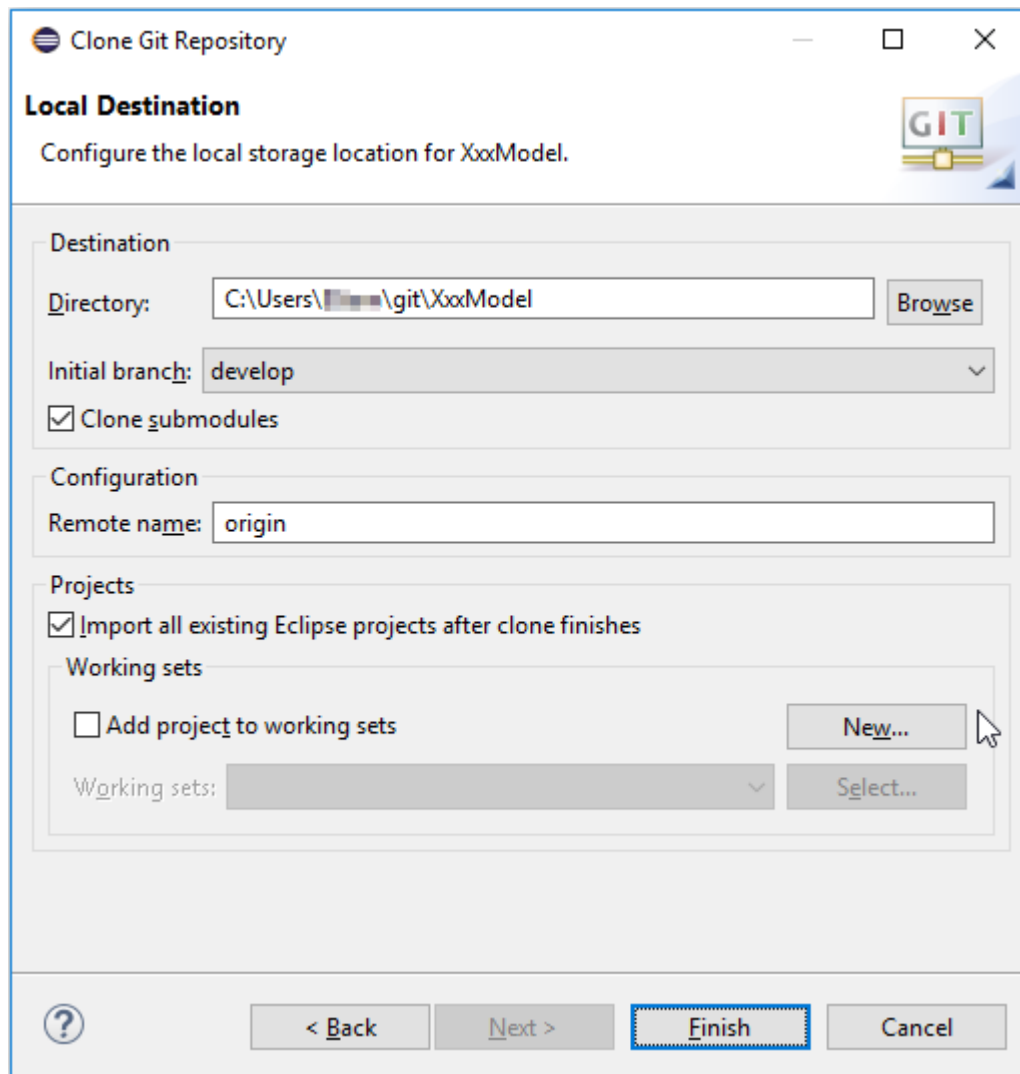 Clone Git Repository
Local Destination
GIT
Configure the local storage location for XxxModel.
Destination
Directory: C:\Users\ \git\XxxModel Browse
Initial branch: develop
Clone submodules
Configuration
Remote name: origin
Projects
Import all existing Eclipse projects after clone finishes
Working sets
Add project to working sets New...
Working sets: Select...
? < Back Next > Finish Cancel